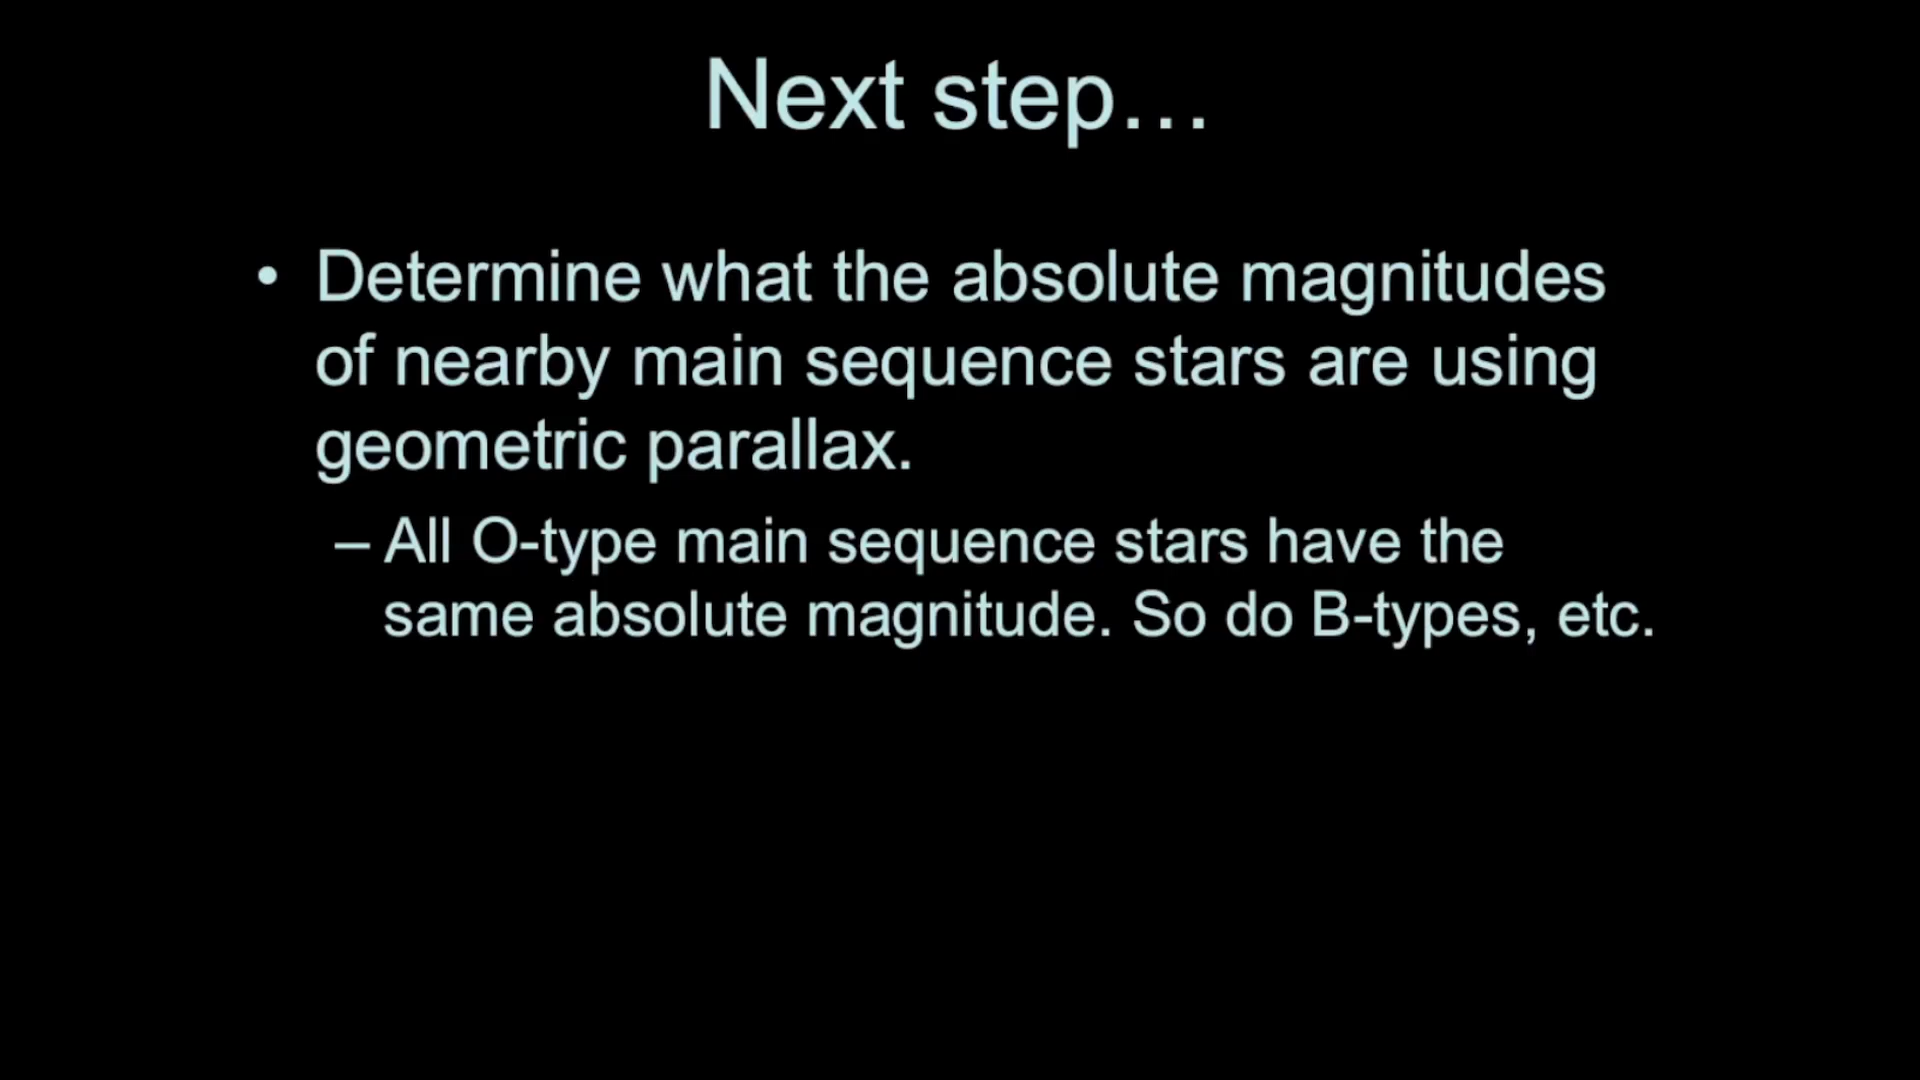 Next step…
• Determine what the absolute magnitudes
of nearby main sequence stars are using
geometric parallax.
– All O-type main sequence stars have the
same absolute magnitude. So do B-types, etc.